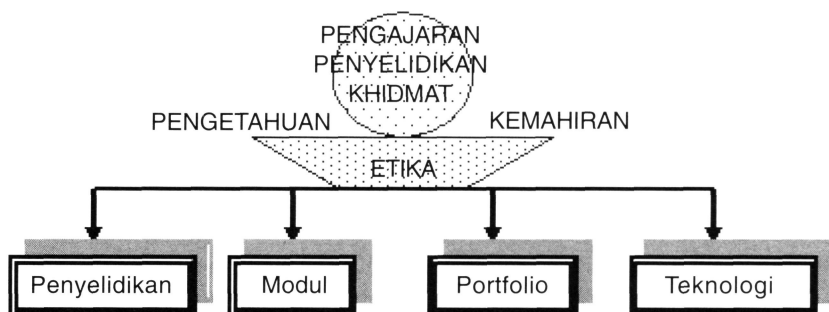 PENGAJARAN
PENYELIDIKAN
KHIDMAT
PENGETAHUAN KEMAHIRAN
ETIKA
Penyelidikan Modul Portfolio Teknologi